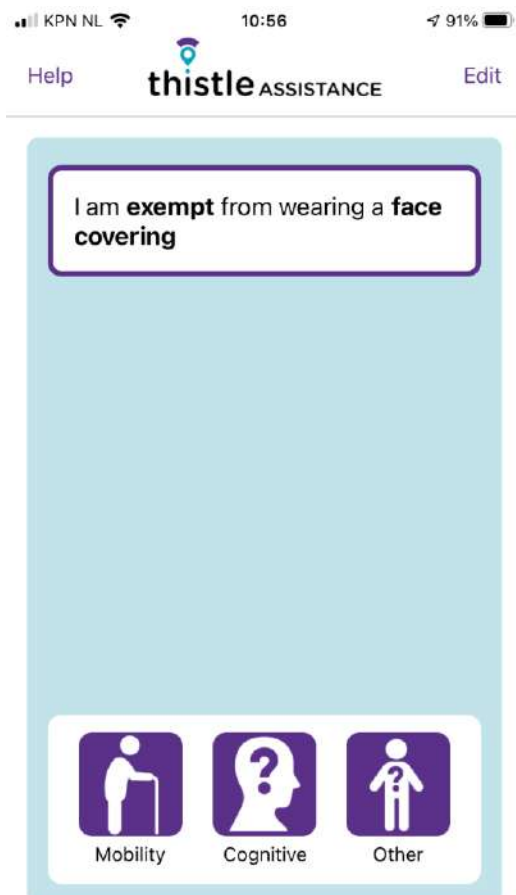 KPN NL 10:56 91%
Help thistle ASSISTANCE Edit
I am exempt from wearing a face
covering
? ?
Mobility Cognitive Other